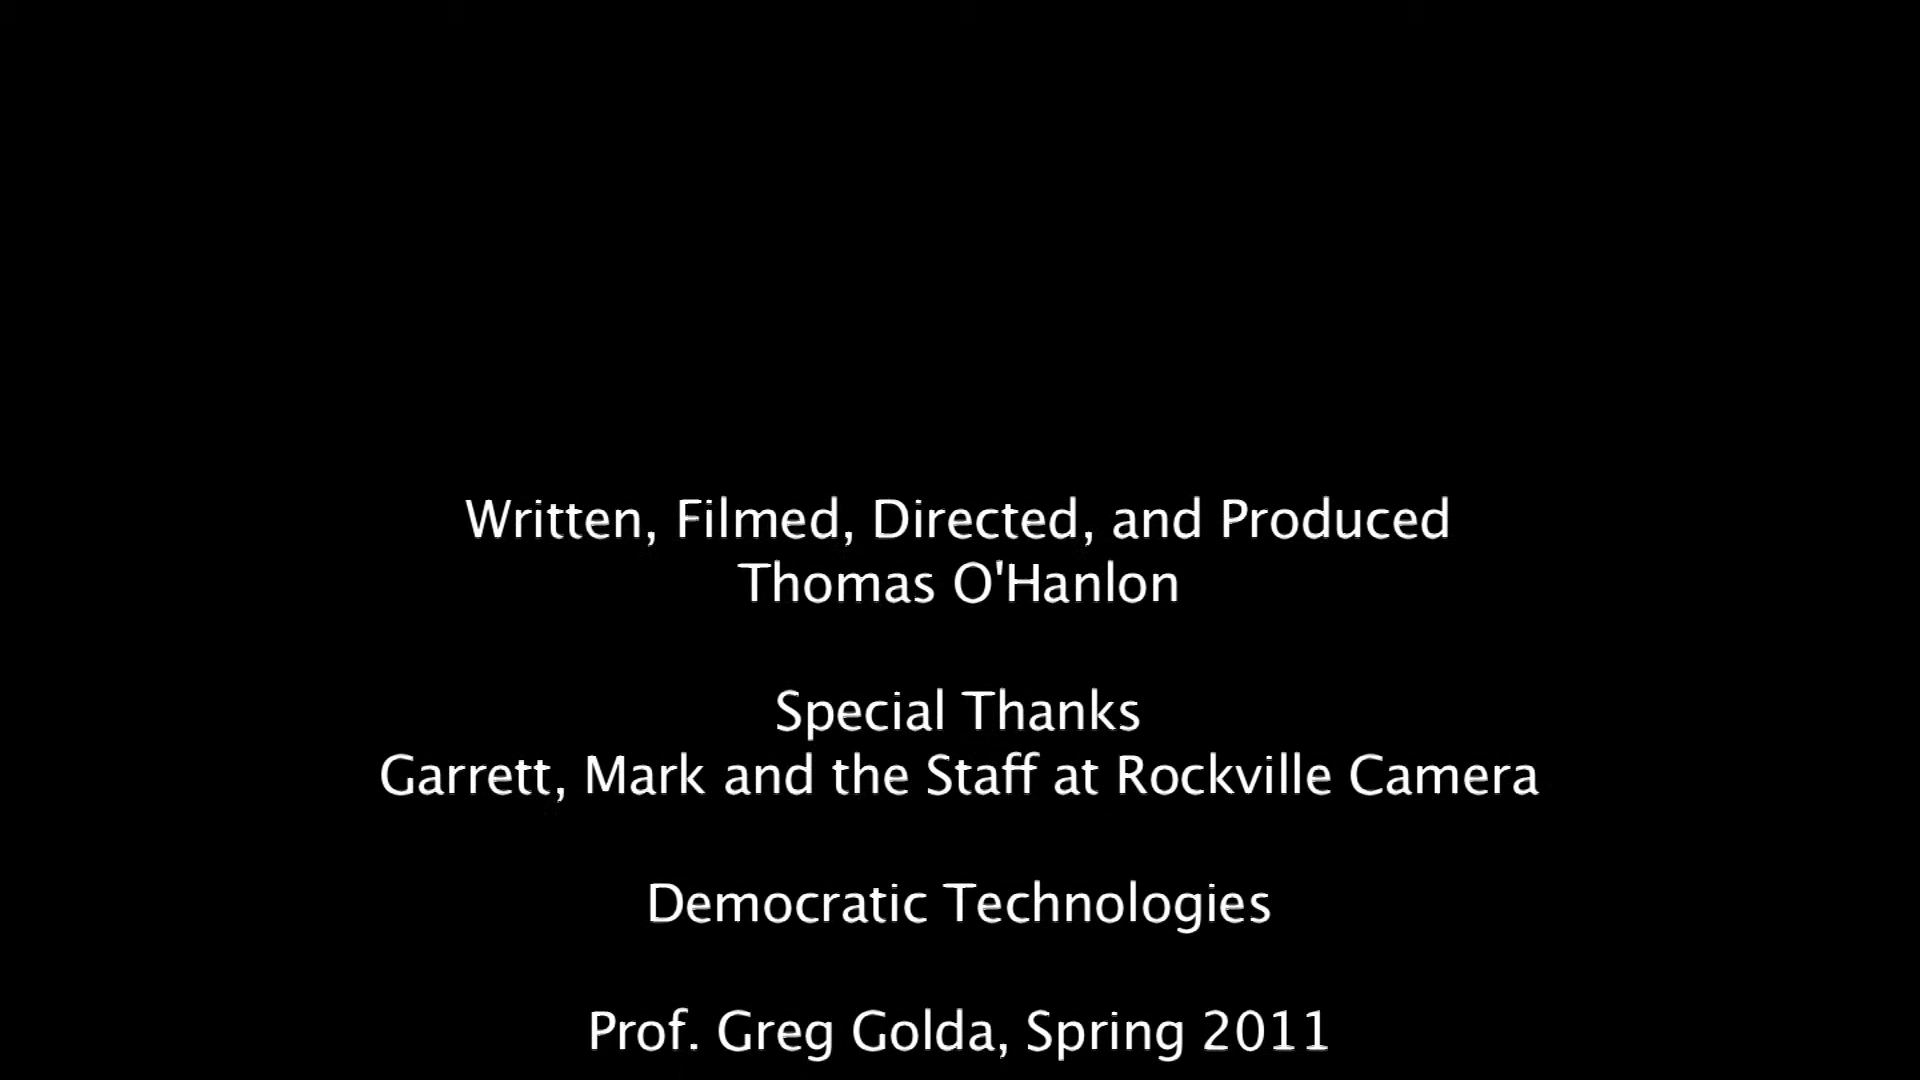 Written, Filmed, Directed, and Produced
Thomas O'Hanlon
Special Thanks
Garrett, Mark and the Staff at Rockville Camera
Democratic Technologies
Prof. Greg Golda, Spring 2011